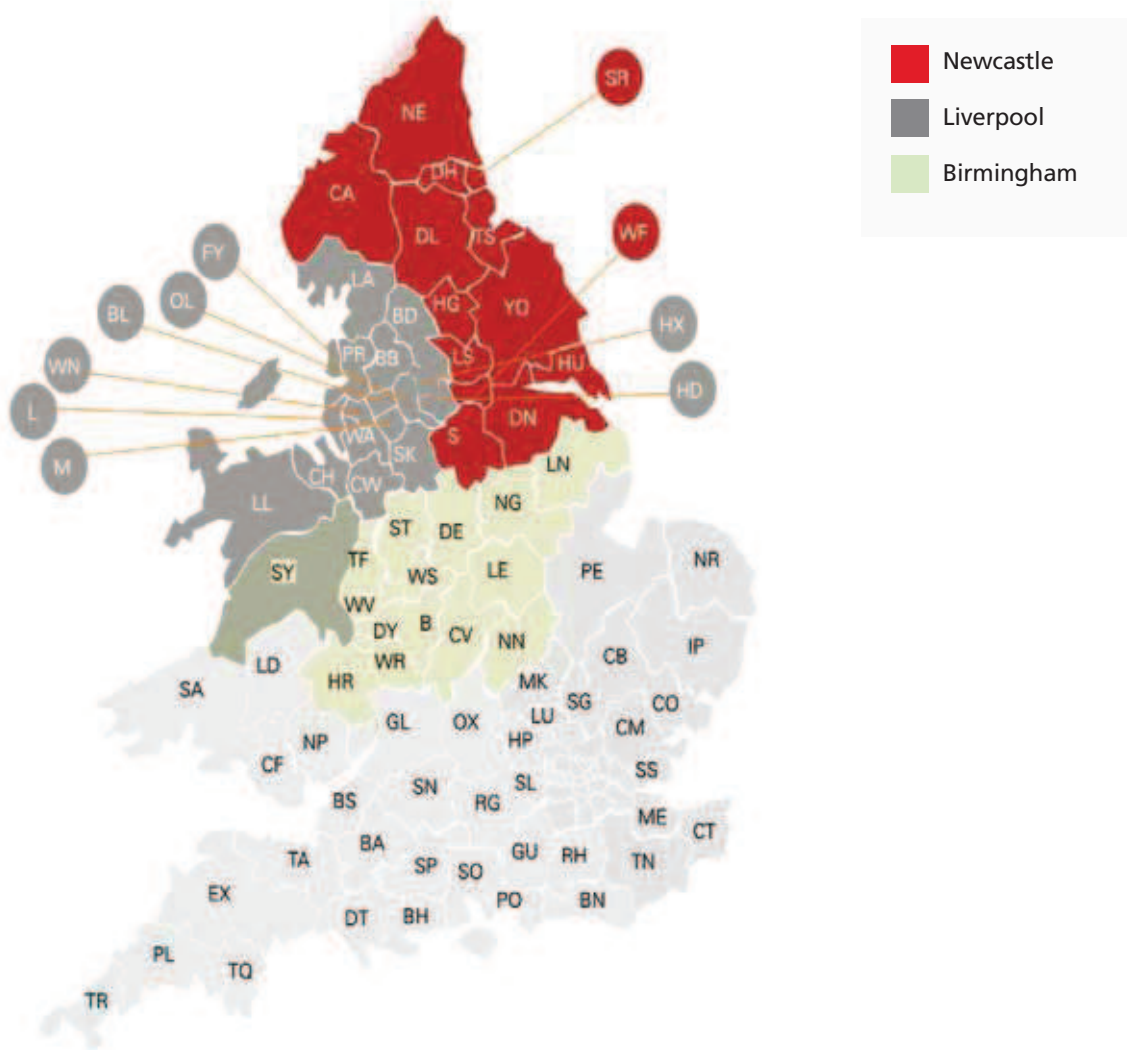 Newcastle
Liverpool
Birmingham
SR
NE
DH
CA
WF
DL
TS
FY
LA
OL
HG
YO
BL
BD
HX
PR
BB
LS
HU
WN
HD
L
DN
WA
S
M
SK
LN
CH
CW
LL
NG
ST
DE
TF
NR
SY
WS
LE
PE
WV
DY
B
CV
NN
IP
CB
WR
LD
HR
MK
SA
SG
CO
LU
GL
OX
CM
HP
NP
CF
SS
SL
SN
RG
BS
ME
CT
BA
GU
RH
TA
TN
SP
SO
EX
PO
BN
DT
BH
PL
TQ
TR